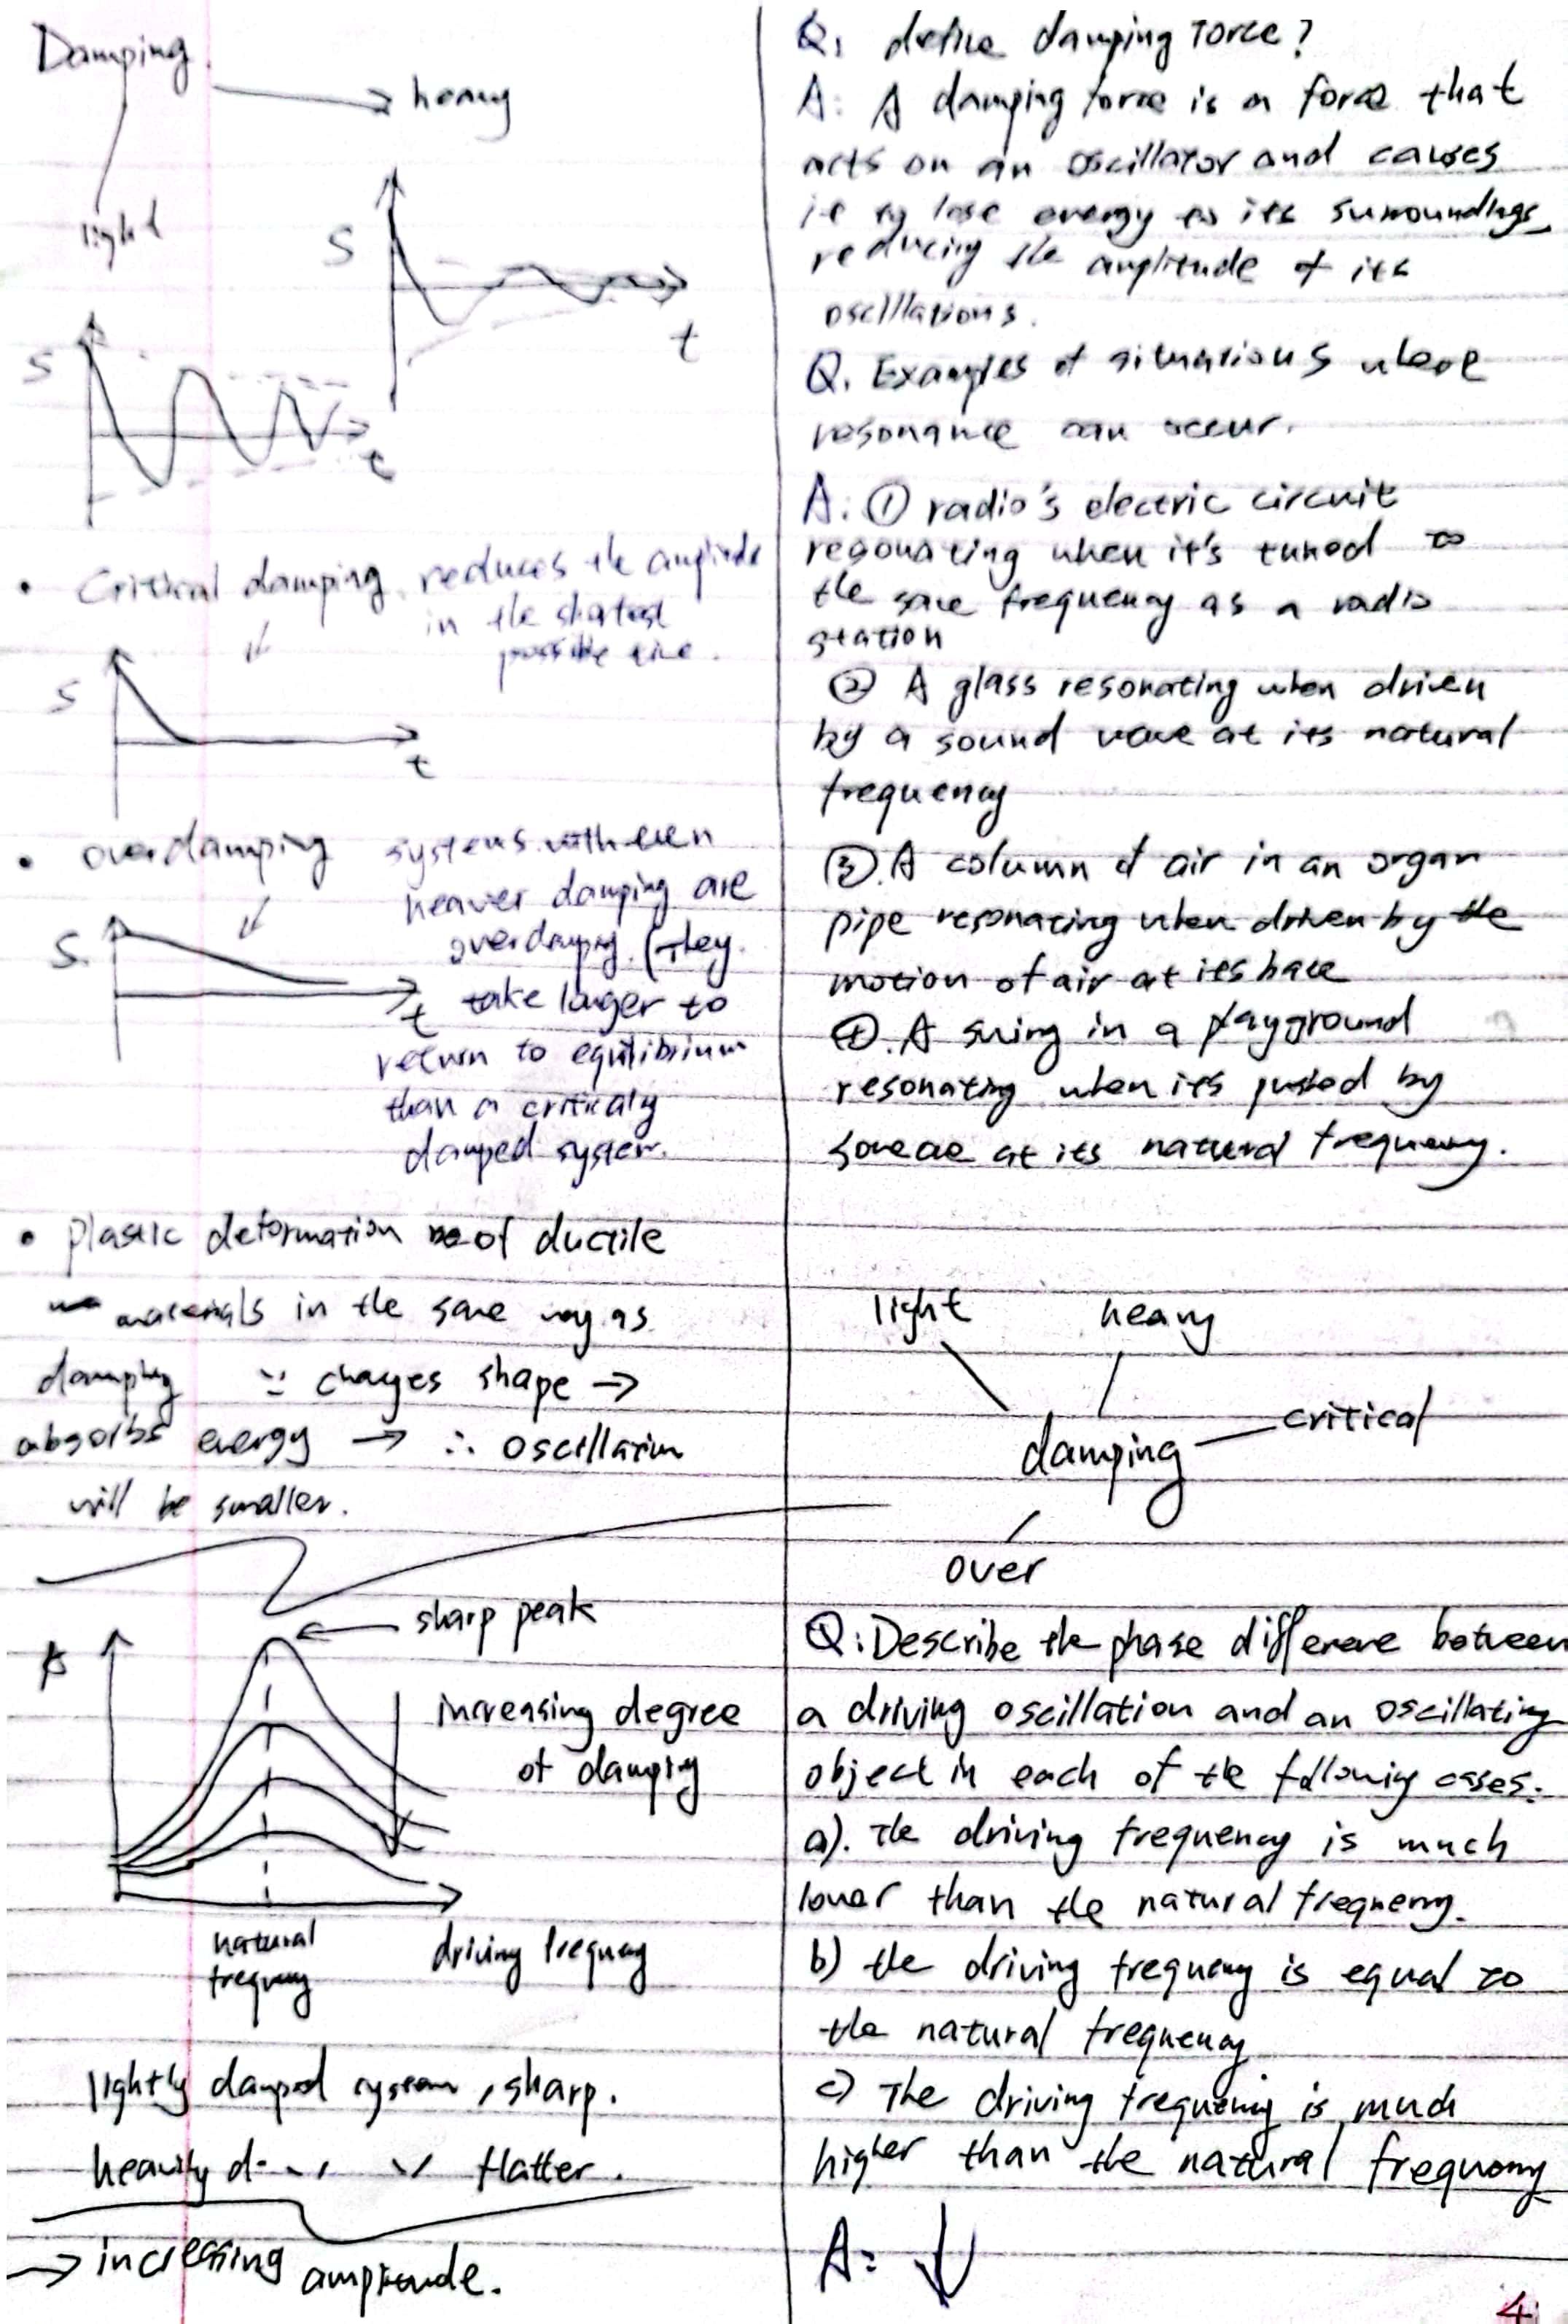 Damping
heavy
light
S
t
S
t
• Critical damping reduces the amplitude
in the shortest
possible time.
S
t
• overdamping systems with even
heavier damping are
overdamping. (They
take longer to
return to equilibrium
than a criticaly
damped system.
S
t
• plastic deformation of ductile
materials in the same way as
damping ∵ changes shape →
absorbs energy → ∴ oscillation
will be smaller.
sharp peak
A
increasing degree
of damping
natural
frequency
driving frequency
lightly damped system, sharp.
heavily d- 〃 〃 flatter.
→ increasing amplitude.
Q: define damping force?
A: A damping force is a force that
acts on an oscillator and causes
it to lose energy to its surroundings,
reducing the amplitude of its
oscillations.
Q. Examples of situations where
resonance can occur.
A: ① radio's electric circuit
resonating when it's tuned to
the same frequency as a radio
station
② A glass resonating when driven
by a sound wave at its natural
frequency
③. A column of air in an organ
pipe resonating when driven by the
motion of air at its base
④. A swing in a playground
resonating when its pushed by
someone at its natural frequency.
light
heavy
critical
damping
over
Q: Describe the phase difference between
a driving oscillation and an oscillating
object in each of the following cases:
a). The driving frequency is much
lower than the natural frequency.
b) the driving frequency is equal to
the natural frequency
c) The driving frequency is much
higher than the natural frequency
A: ↓
4